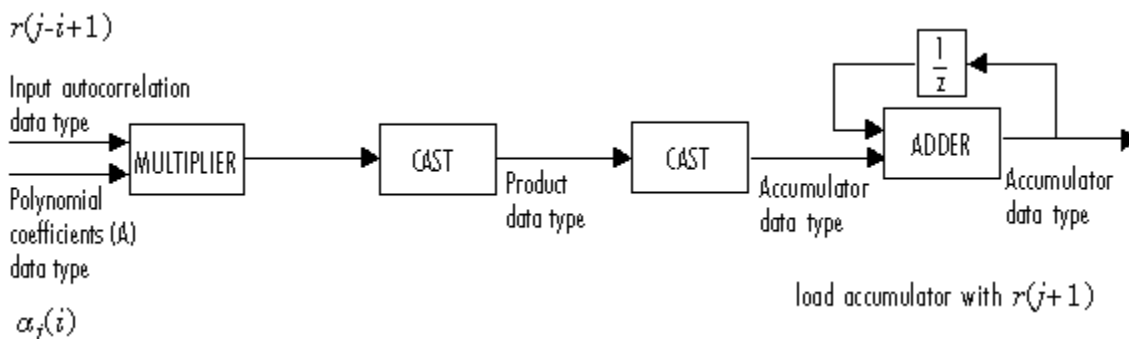 r(j-i+1)
Input autocorrelation
data type
MULTIPLIER
Polynomial
coefficients (A)
data type
α_j(i)
CAST
Product
data type
CAST
Accumulator
data type
1
z
ADDER
Accumulator
data type
load accumulator with r(j+1)